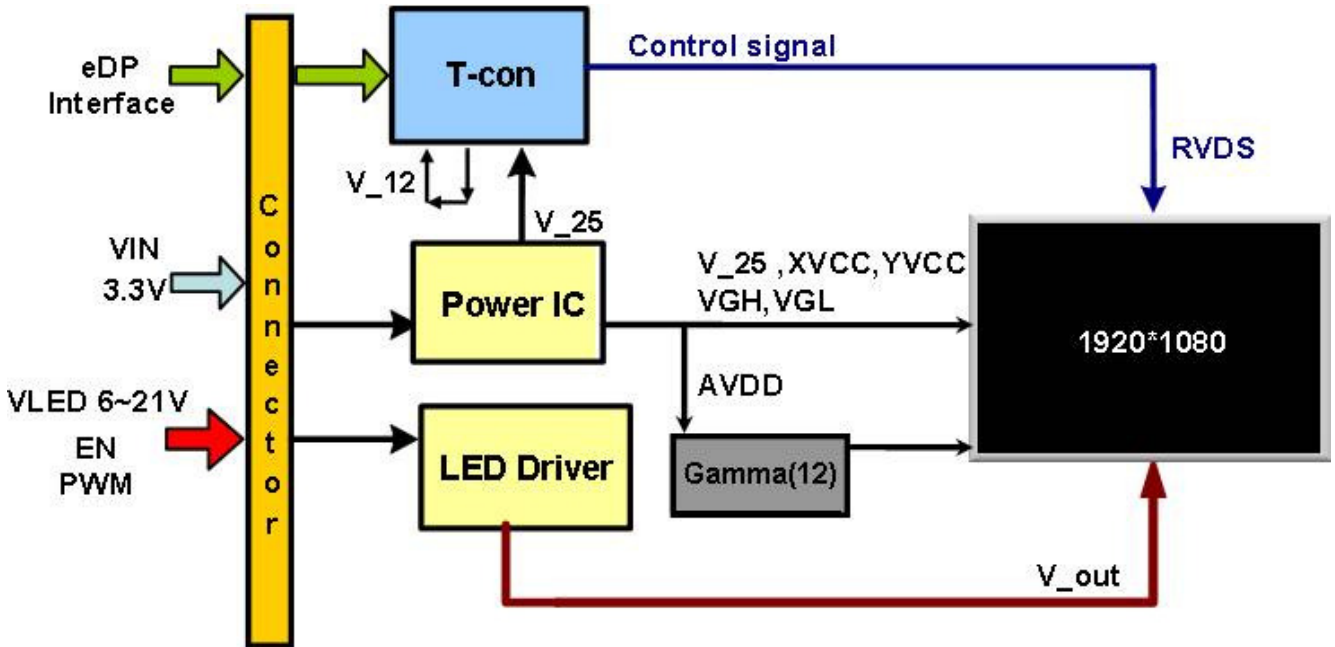 eDP
Interface
VIN
3.3V
VLED 6~21V
EN
PWM
Connector
T-con
V_12
V_25
Power IC
LED Driver
Control signal
RVDS
V_25 ,XVCC,YVCC
VGH,VGL
AVDD
Gamma(12)
1920*1080
V_out